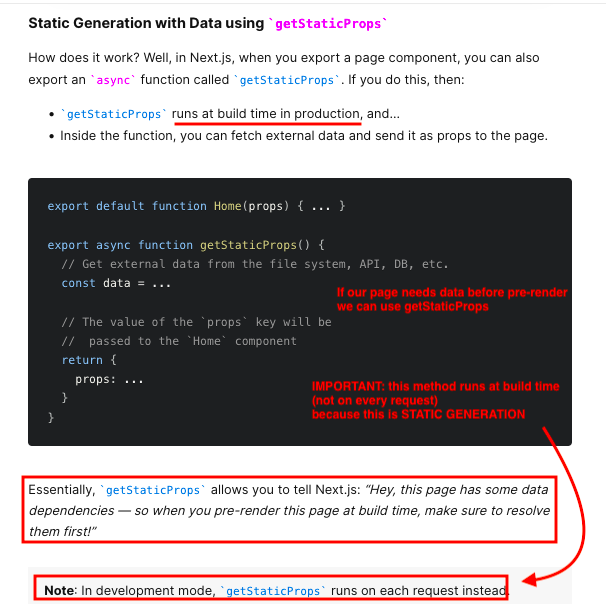 Static Generation with Data using `getStaticProps`
How does it work? Well, in Next.js, when you export a page component, you can also
export an `async` function called `getStaticProps`. If you do this, then:
• `getStaticProps` runs at build time in production, and…
• Inside the function, you can fetch external data and send it as props to the page.
export default function Home(props) { ... }
export async function getStaticProps() {
// Get external data from the file system, API, DB, etc.
const data = ...
If our page needs data before pre-render
we can use getStaticProps
// The value of the `props` key will be
//  passed to the `Home` component
return {
props: ...
IMPORTANT: this method runs at build time
(not on every request)
because this is STATIC GENERATION
}
}
Essentially, `getStaticProps` allows you to tell Next.js: “Hey, this page has some data
dependencies — so when you pre-render this page at build time, make sure to resolve
them first!”
Note: In development mode, `getStaticProps` runs on each request instead.